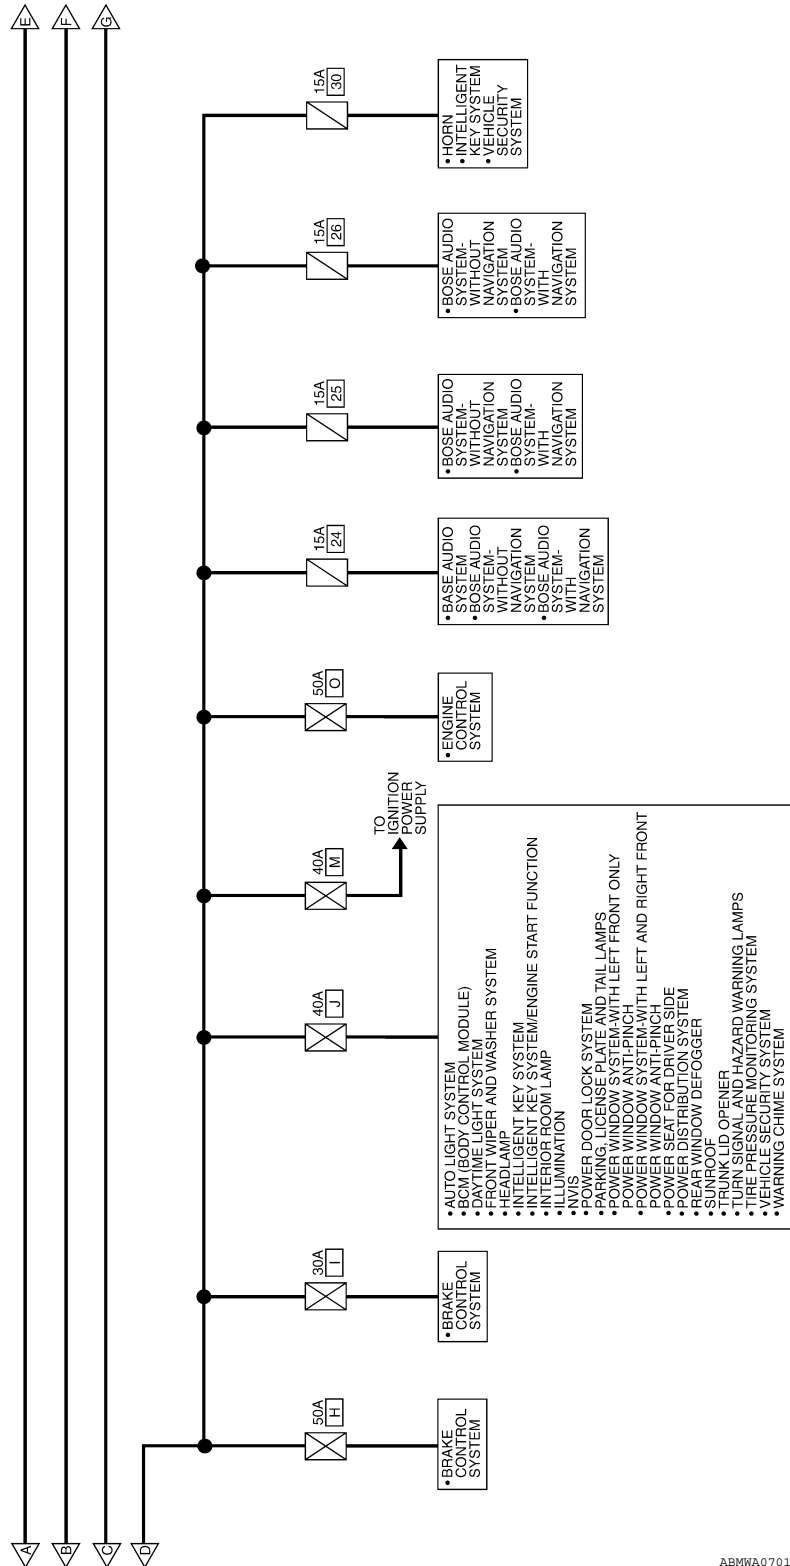 A
B
C
D
E
F
G
50A
H
• BRAKE
CONTROL
SYSTEM
30A
I
• BRAKE
CONTROL
SYSTEM
40A
J
• AUTO LIGHT SYSTEM
• BCM (BODY CONTROL MODULE)
• DAYTIME LIGHT SYSTEM
• FRONT WIPER AND WASHER SYSTEM
• HEADLAMP
• INTELLIGENT KEY SYSTEM
• INTELLIGENT KEY SYSTEM/ENGINE START FUNCTION
• INTERIOR ROOM LAMP
• ILLUMINATION
• NVIS
• POWER DOOR LOCK SYSTEM
• PARKING, LICENSE PLATE AND TAIL LAMPS
• POWER WINDOW SYSTEM-WITH LEFT FRONT ONLY
POWER WINDOW ANTI-PINCH
• POWER WINDOW SYSTEM-WITH LEFT AND RIGHT FRONT
POWER WINDOW ANTI-PINCH
• POWER SEAT FOR DRIVER SIDE
• POWER DISTRIBUTION SYSTEM
• REAR WINDOW DEFOGGER
• SUNROOF
• TRUNK LID OPENER
• TURN SIGNAL AND HAZARD WARNING LAMPS
• TIRE PRESSURE MONITORING SYSTEM
• VEHICLE SECURITY SYSTEM
• WARNING CHIME SYSTEM
40A
M
TO
IGNITION
POWER
SUPPLY
50A
O
• ENGINE
CONTROL
SYSTEM
15A
24
• BASE AUDIO
SYSTEM
• BOSE AUDIO
SYSTEM-
WITHOUT
NAVIGATION
SYSTEM
• BOSE AUDIO
SYSTEM-
WITH
NAVIGATION
SYSTEM
15A
25
• BOSE AUDIO
SYSTEM-
WITHOUT
NAVIGATION
SYSTEM
• BOSE AUDIO
SYSTEM-
WITH
NAVIGATION
SYSTEM
15A
26
• BOSE AUDIO
SYSTEM-
WITHOUT
NAVIGATION
SYSTEM
• BOSE AUDIO
SYSTEM-
WITH
NAVIGATION
SYSTEM
15A
30
• HORN
• INTELLIGENT
KEY SYSTEM
• VEHICLE
SECURITY
SYSTEM
ABMWA0701